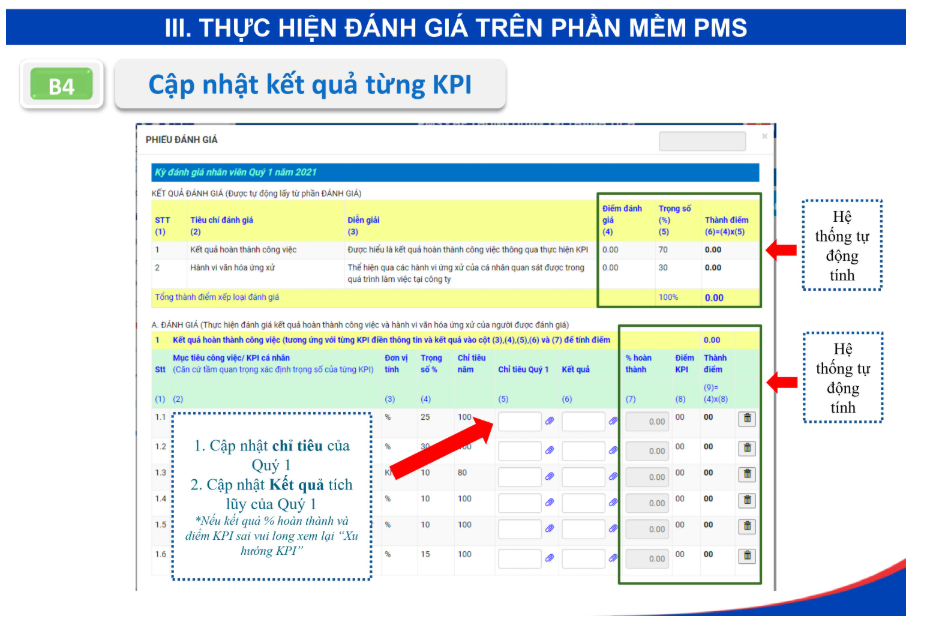 III. THỰC HIỆN ĐÁNH GIÁ TRÊN PHẦN MỀM PMS
B4
Cập nhật kết quả từng KPI
PHIẾU ĐÁNH GIÁ
×
Kỳ đánh giá nhân viên Quý 1 năm 2021
KẾT QUẢ ĐÁNH GIÁ (Được tự động lấy từ phần ĐÁNH GIÁ)
STT (1) Tiêu chí đánh giá (2) Diễn giải (3) Điểm đánh giá (4) Trọng số (%) (5) Thành điểm (6)=(4)x(5)
1 Kết quả hoàn thành công việc Được hiểu là kết quả hoàn thành công việc thông qua thực hiện KPI 0.00 70 0.00
2 Hành vi văn hóa ứng xử Thể hiện qua các hành vi ứng xử của cá nhân quan sát được trong 0.00 30 0.00
quá trình làm việc tại công ty
Tổng thành điểm xếp loại đánh giá 100% 0.00
Hệ
thống tự
động
tính
A. ĐÁNH GIÁ (Thực hiện đánh giá kết quả hoàn thành công việc và hành vi văn hóa ứng xử của người được đánh giá)
1 Kết quả hoàn thành công việc (tương ứng với từng KPI điền thông tin và kết quả vào cột (3),(4),(5),(6) và (7) để tính điểm 0.00
Stt Mục tiêu công việc/ KPI cá nhân Đơn vị tính Trọng số % Chỉ tiêu năm Chỉ tiêu Quý 1 Kết quả % hoàn thành Điểm KPI Thành điểm
(Căn cứ tầm quan trọng xác định trọng số của từng KPI)
(1) (2) (3) (4) (5) (6) (7) (8) (9)= (4)x(8)
Hệ
thống tự
động
tính
1.1 % 25 100 0.00 00 00
1.2 % 30 0.00 00 00
1.3 10 80 0.00 00 00
1.4 % 10 100 0.00 00 00
1.5 % 10 100 0.00 00 00
1.6 % 15 100 0.00 00 00
1. Cập nhật chỉ tiêu của
Quý 1
2. Cập nhật Kết quả tích
lũy của Quý 1
*Nếu kết quả % hoàn thành và
điểm KPI sai vui long xem lại “Xu
hướng KPI”